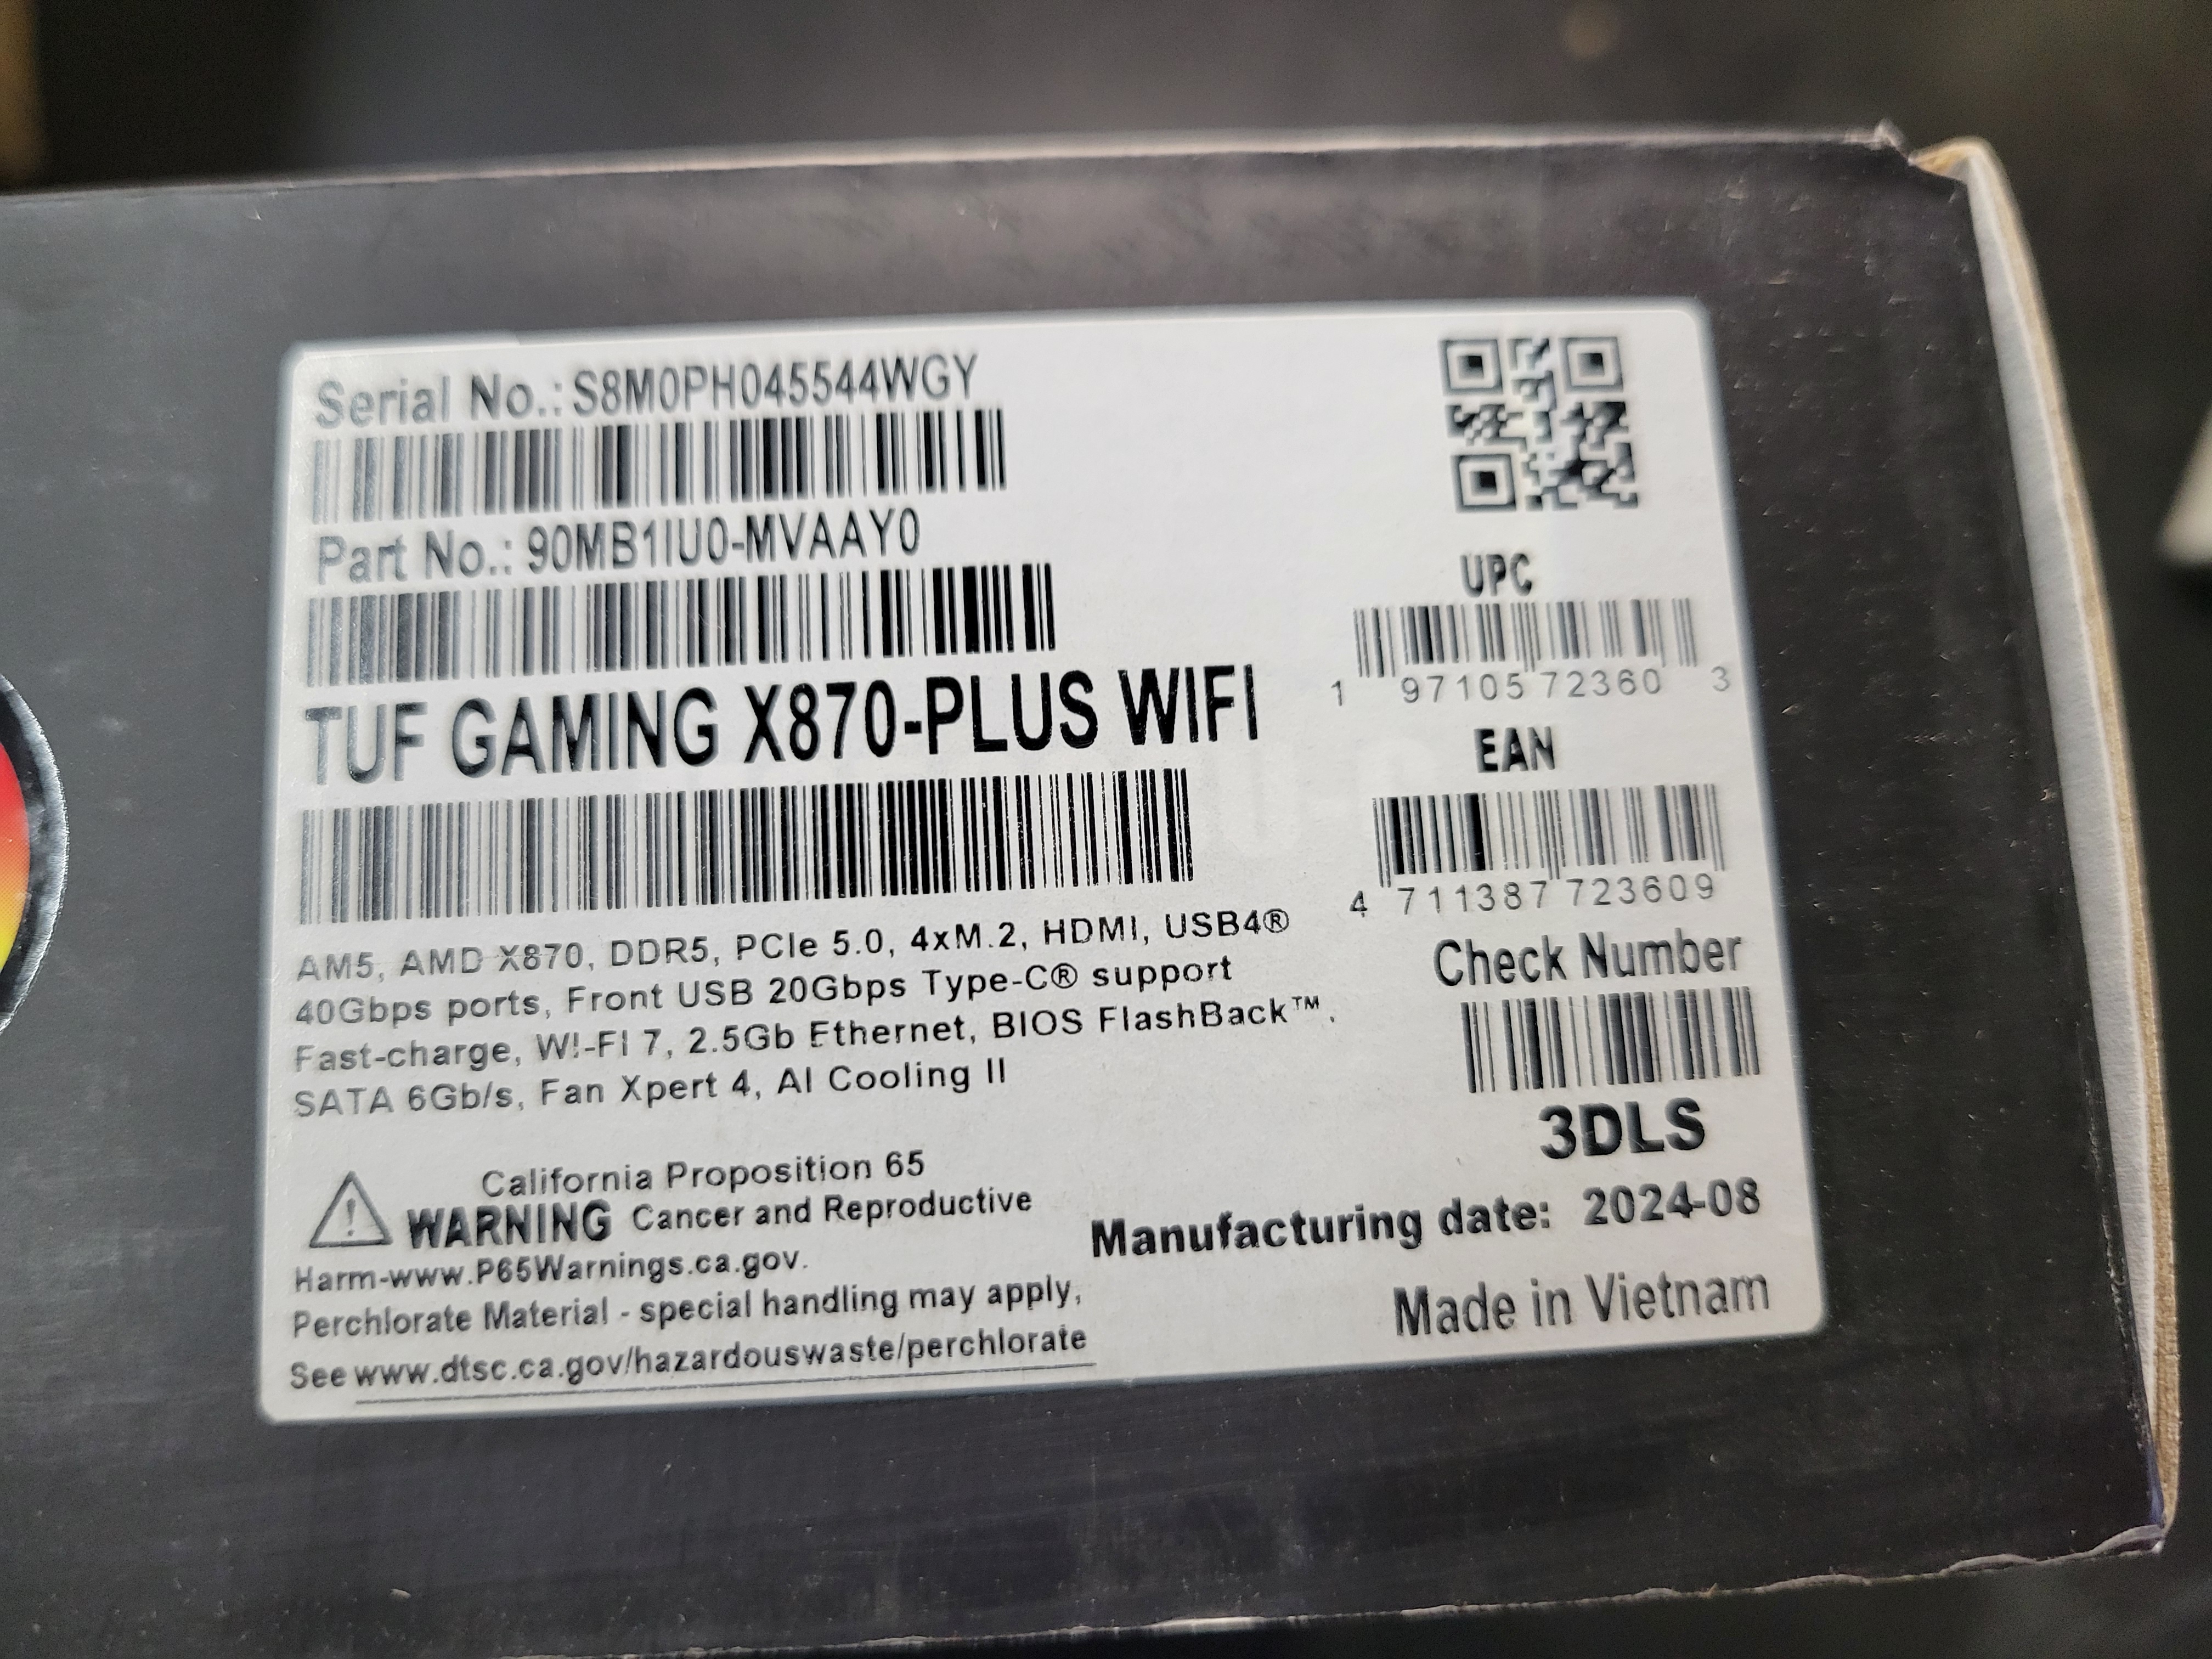 Serial No.: S8M0PH045544WGY
Part No.: 90MB1IU0-MVAAY0
TUF GAMING X870-PLUS WIFI
AM5, AMD X870, DDR5, PCIe 5.0, 4xM.2, HDMI, USB4®
40Gbps ports, Front USB 20Gbps Type-C® support
Fast-charge, WI-FI 7, 2.5Gb Ethernet, BIOS FlashBack™,
SATA 6Gb/s, Fan Xpert 4, AI Cooling II
California Proposition 65
WARNING Cancer and Reproductive
Harm-www.P65Warnings.ca.gov.
Perchlorate Material - special handling may apply,
See www.dtsc.ca.gov/hazardouswaste/perchlorate
UPC
1 97105 72360 3
EAN
4 711387 723609
Check Number
3DLS
Manufacturing date: 2024-08
Made in Vietnam